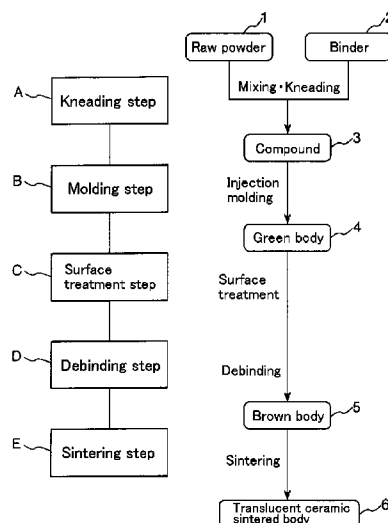 1
2
Raw powder
Binder
A
Kneading step
Mixing・Kneading
3
Compound
B
Molding step
Injection
molding
4
Green body
C
Surface
treatment step
Surface
treatment
D
Debinding step
Debinding
5
Brown body
E
Sintering step
Sintering
6
Translucent ceramic
sintered body